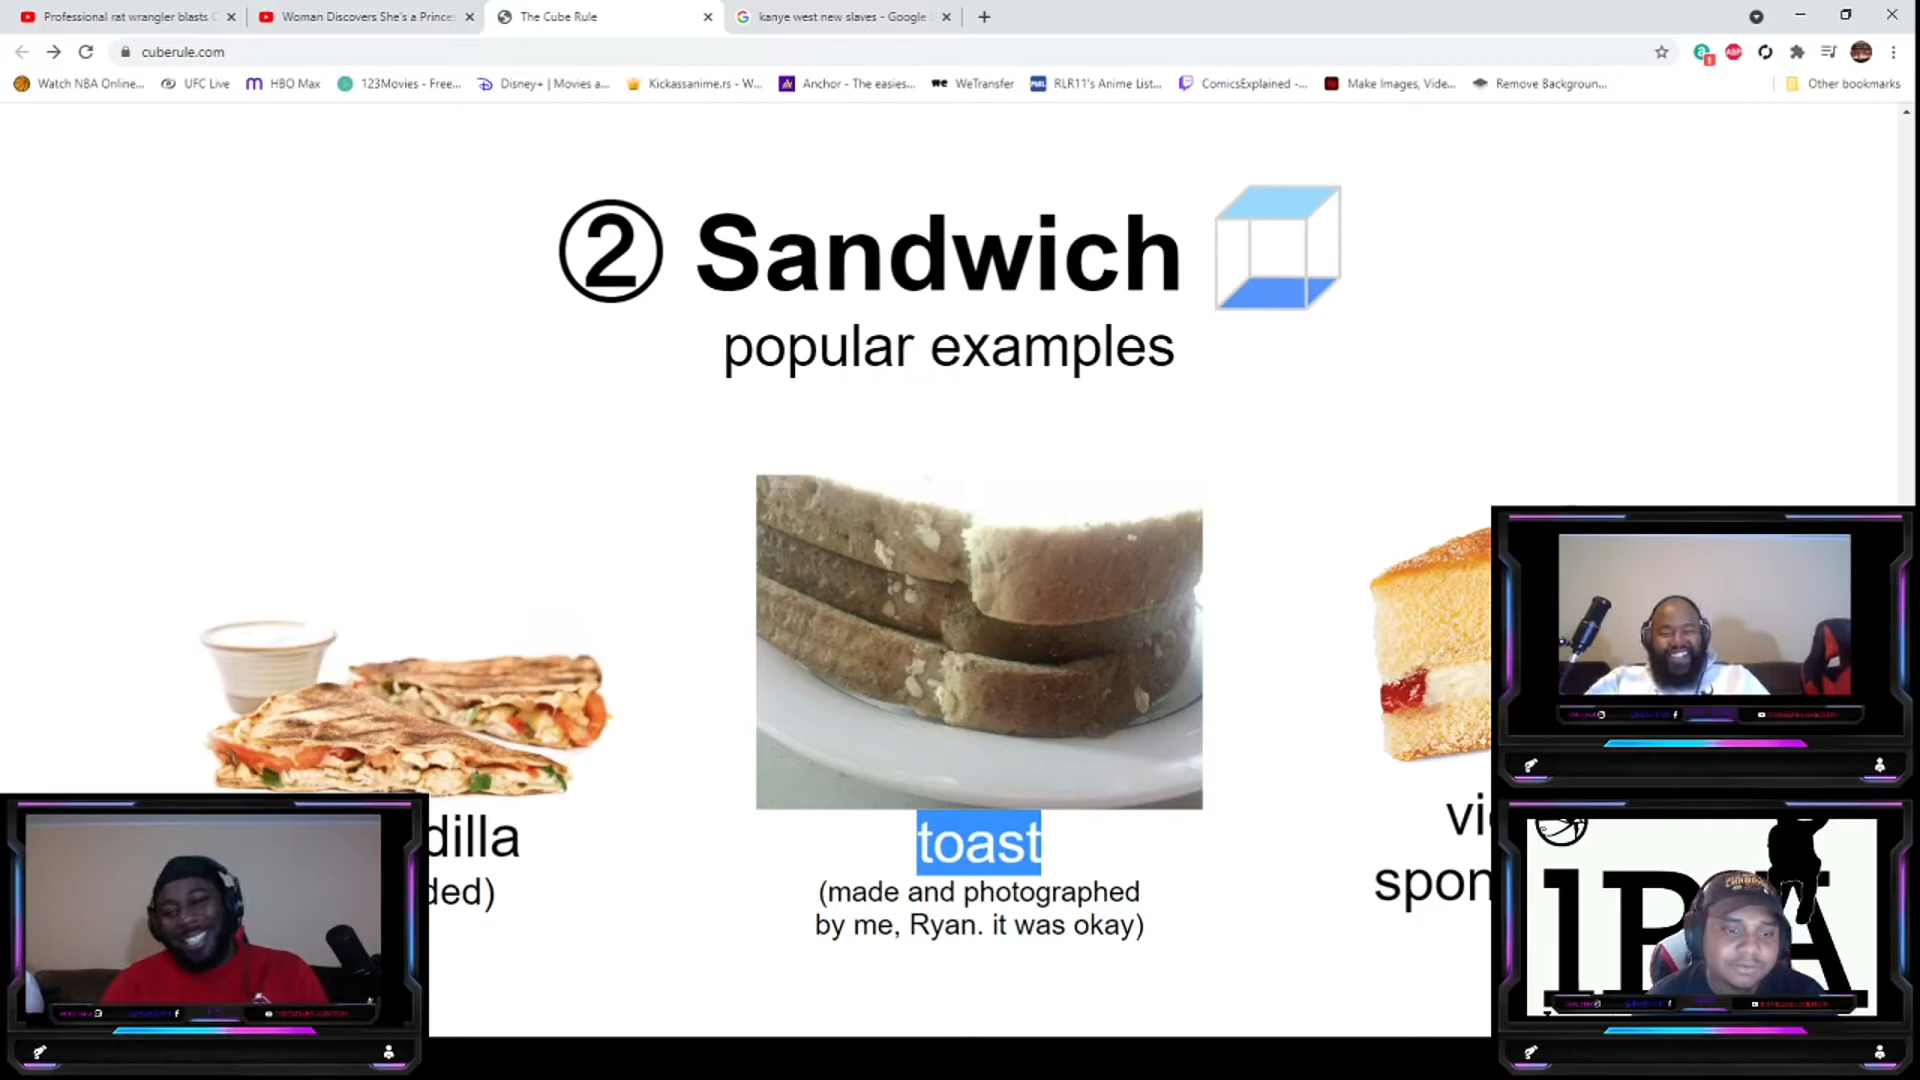 Professional rat wrangler blasts
Woman Discovers She's a Prince
The Cube Rule
kanye west new slaves - Google
cuberule.com
Watch NBA Online...
UFC Live
HBO Max
123Movies - Free...
Disney+ | Movies a...
Kickassanime.rs - W...
Anchor - The easies...
WeTransfer
RLR11's Anime List...
ComicsExplained -...
Make Images, Vide...
Remove Backgroun...
Other bookmarks
② Sandwich
popular examples
dilla
ded)
toast
(made and photographed
by me, Ryan. it was okay)
vi
spon